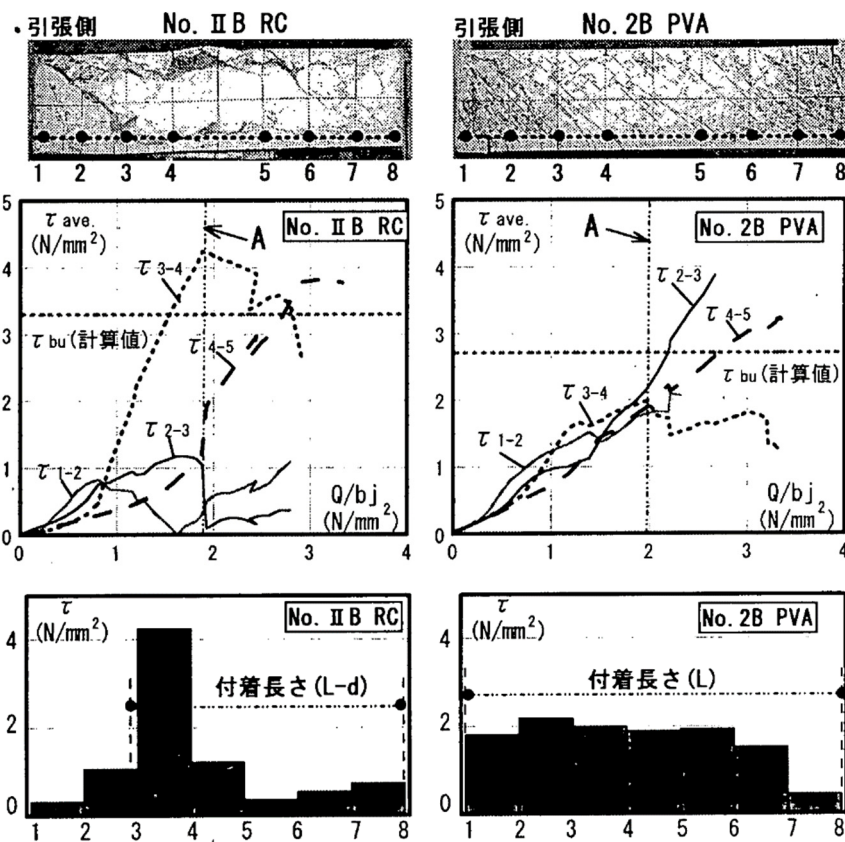 引張側 No. ⅡB RC
1 2 3 4 5 6 7 8
引張側 No. 2B PVA
1 2 3 4 5 6 7 8
5
4
3
2
1
0
τ ave.
(N/mm²)
A
No. ⅡB RC
τ 3-4
τ bu(計算値)
τ 4-5
τ 2-3
τ 1-2
Q/bj₂
(N/mm²)
0 1 2 3 4
5
4
3
2
1
0
τ ave.
(N/mm²)
A
No. 2B PVA
τ 2-3
τ 4-5
τ bu(計算値)
τ 3-4
τ 1-2
Q/bj₂
(N/mm²)
0 1 2 3 4
4
2
0
τ
(N/mm²)
No. ⅡB RC
付着長さ(L-d)
1 2 3 4 5 6 7 8
4
2
0
τ
(N/mm²)
No. 2B PVA
付着長さ(L)
1 2 3 4 5 6 7 8